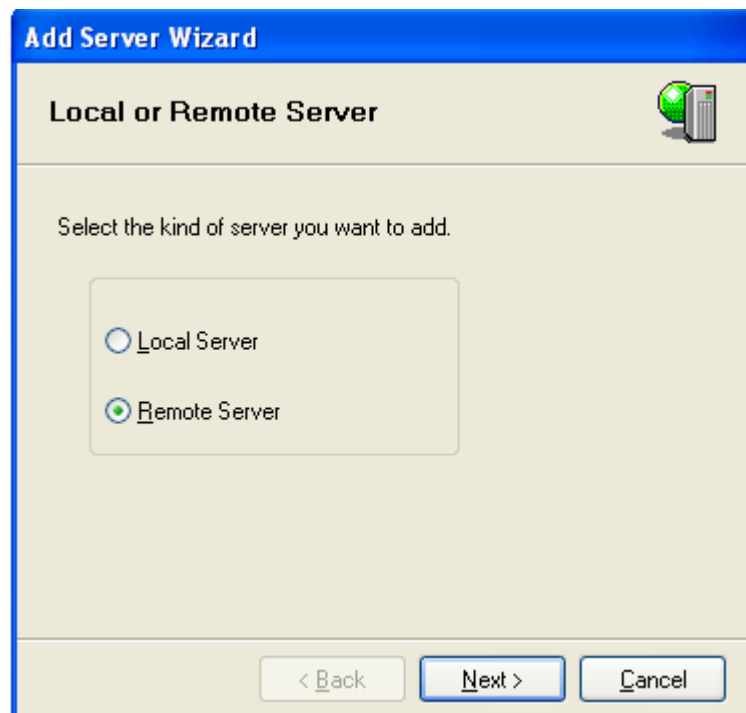 Add Server Wizard
Local or Remote Server
Select the kind of server you want to add.
Local Server
Remote Server
< Back Next > Cancel